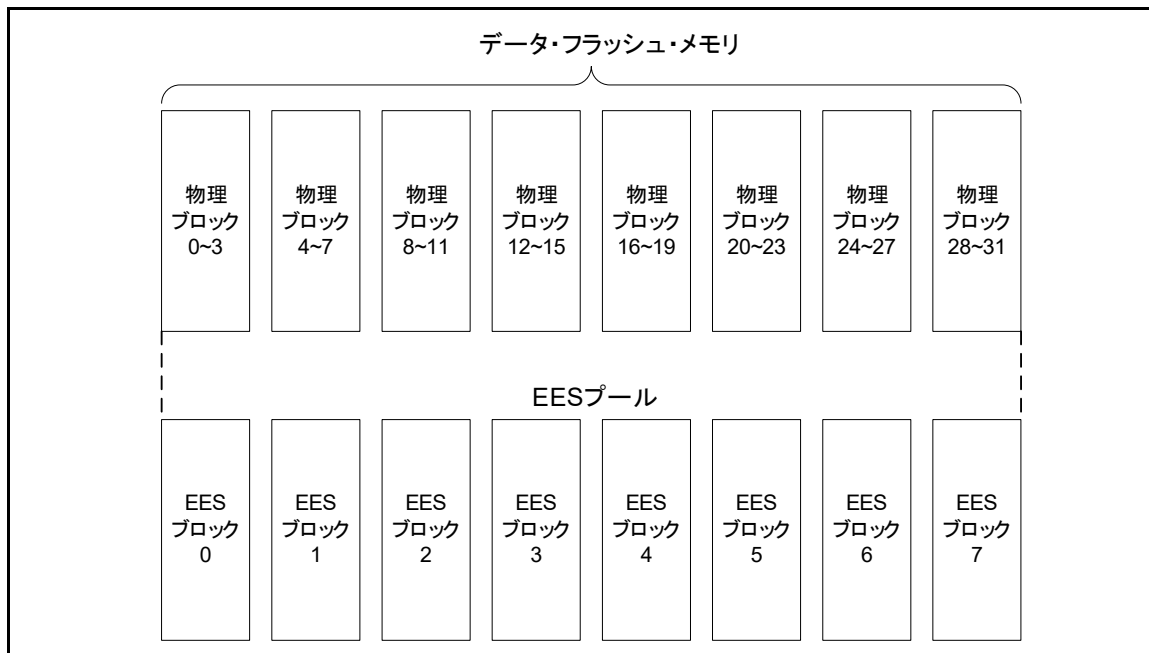 データ・フラッシュ・メモリ
物理
ブロック
0~3
物理
ブロック
4~7
物理
ブロック
8~11
物理
ブロック
12~15
物理
ブロック
16~19
物理
ブロック
20~23
物理
ブロック
24~27
物理
ブロック
28~31
EESプール
EES
ブロック
0
EES
ブロック
1
EES
ブロック
2
EES
ブロック
3
EES
ブロック
4
EES
ブロック
5
EES
ブロック
6
EES
ブロック
7